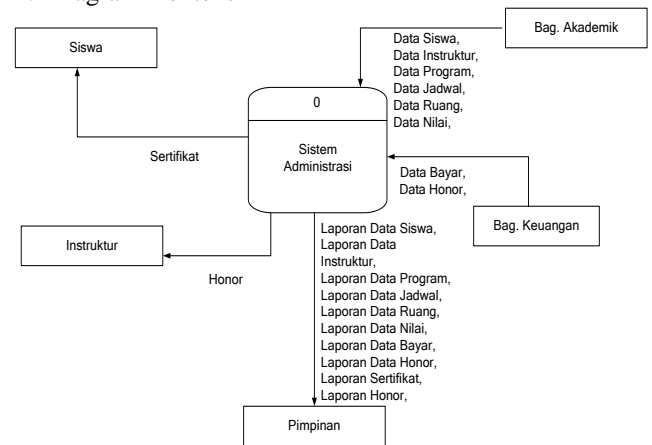 Siswa
Bag. Akademik
Data Siswa,
Data Instruktur,
Data Program,
Data Jadwal,
Data Ruang,
Data Nilai,
0
Sistem
Administrasi
Sertifikat
Data Bayar,
Data Honor,
Bag. Keuangan
Instruktur
Honor
Laporan Data Siswa,
Laporan Data
Instruktur,
Laporan Data Program,
Laporan Data Jadwal,
Laporan Data Ruang,
Laporan Data Nilai,
Laporan Data Bayar,
Laporan Data Honor,
Laporan Sertifikat,
Laporan Honor,
Pimpinan